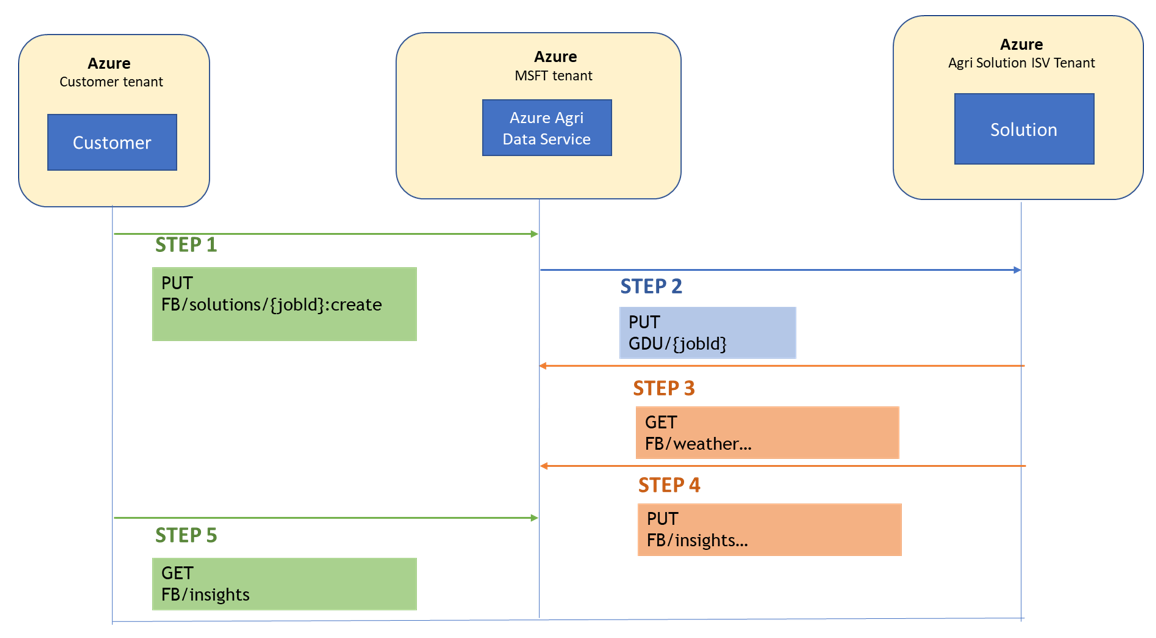 Azure
Customer tenant
Customer
Azure
MSFT tenant
Azure Agri
Data Service
Azure
Agri Solution ISV Tenant
Solution
STEP 1
PUT
FB/solutions/{jobId}:create
STEP 2
PUT
GDU/{jobId}
STEP 3
GET
FB/weather...
STEP 4
PUT
FB/insights...
STEP 5
GET
FB/insights